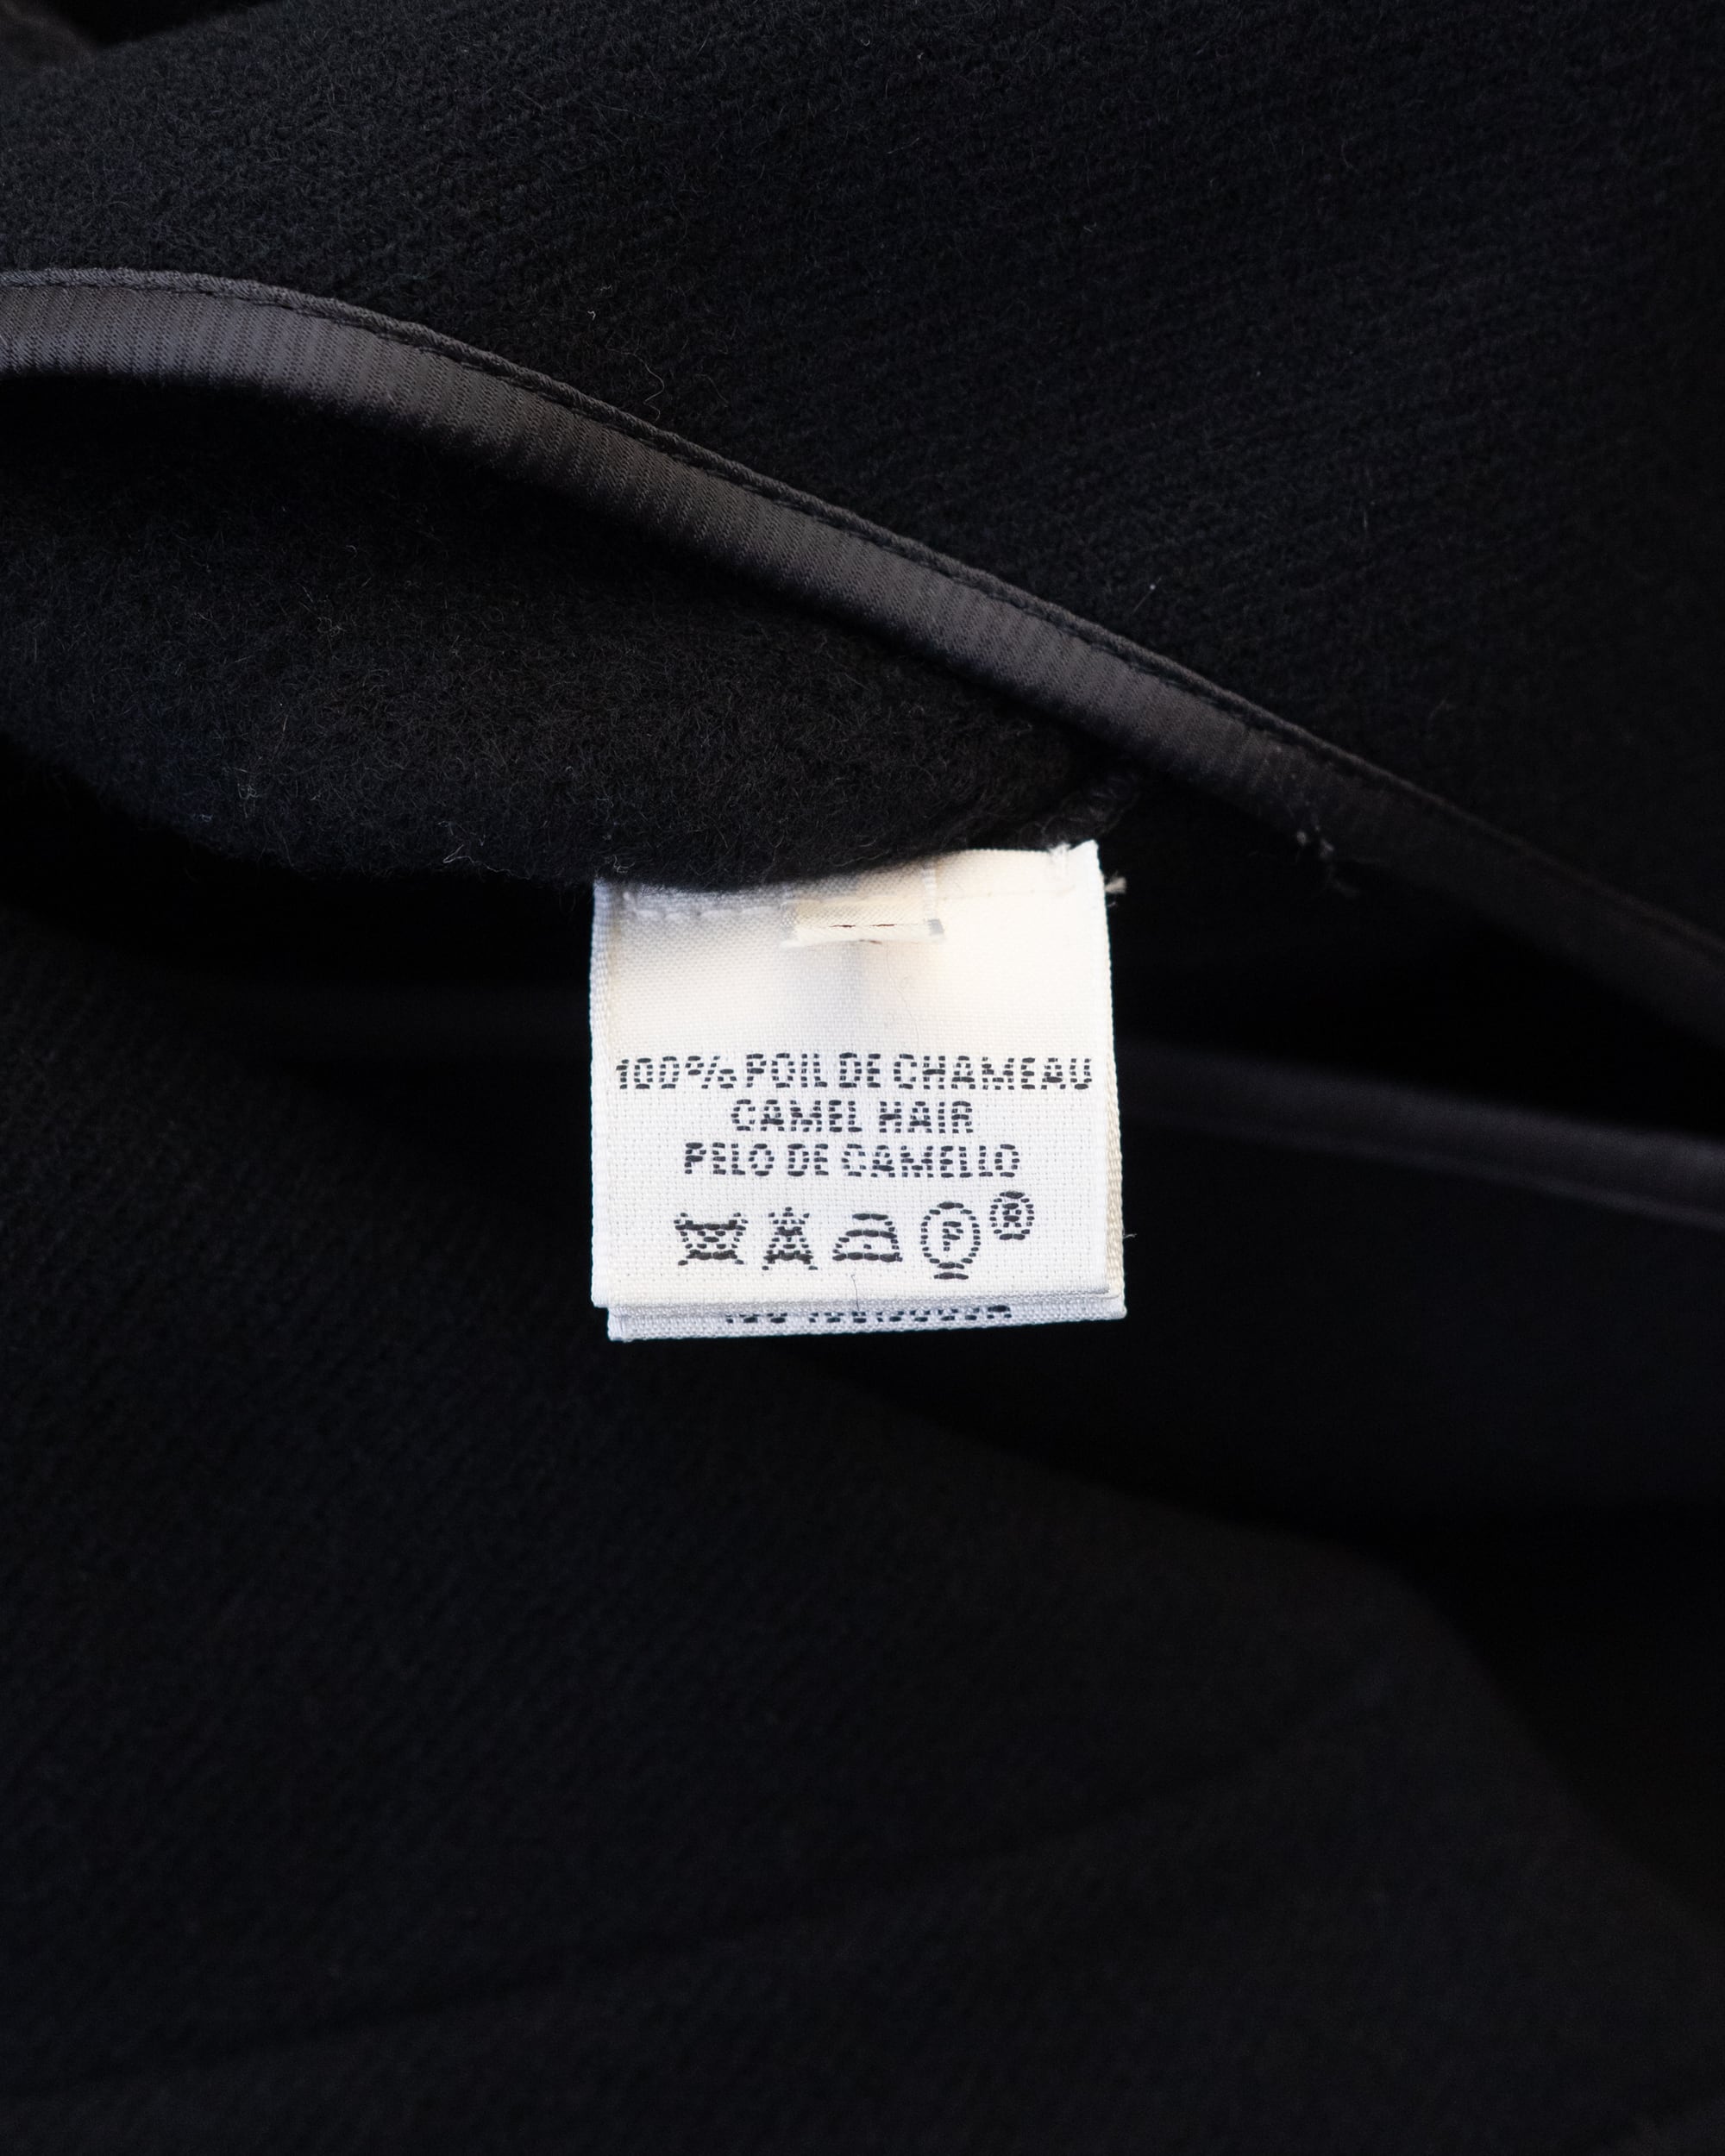 100% POIL DE CHAMEAU
CAMEL HAIR
PELO DE CAMELLO
P ®